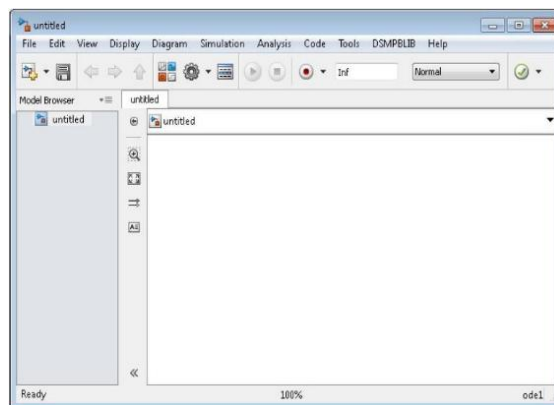 untitled
File Edit View Display Diagram Simulation Analysis Code Tools DSMPBLIB Help
Inf Normal
Model Browser untitled
untitled untitled
Ready 100% ode1